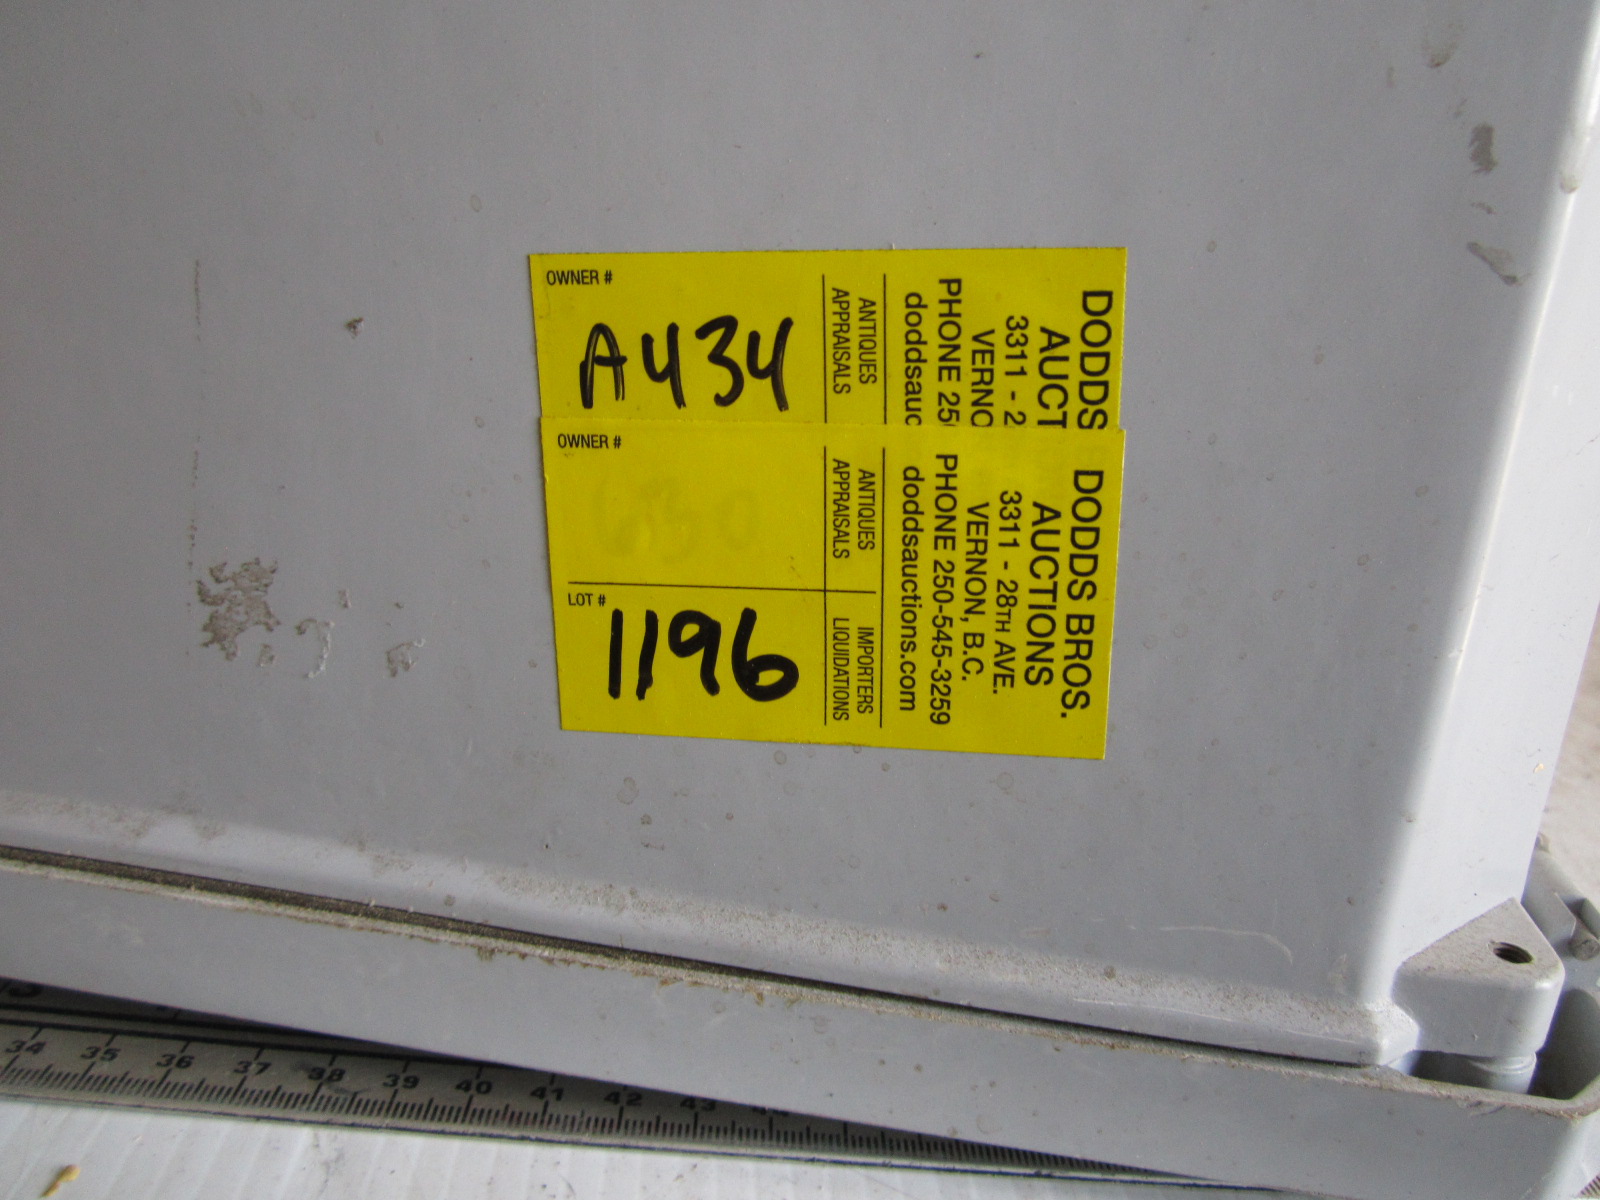 OWNER #
A434
ANTIQUES
APPRAISALS
DODDS
AUCT
3311 - 2
VERNO
PHONE 25
doddsauc
OWNER #
LOT #
1196
ANTIQUES IMPORTERS
APPRAISALS LIQUIDATIONS
DODDS BROS.
AUCTIONS
3311 - 28TH AVE.
VERNON, B.C.
PHONE 250-545-3259
doddsauctions.com
34 35 36 37 38 39 40 41 42 43